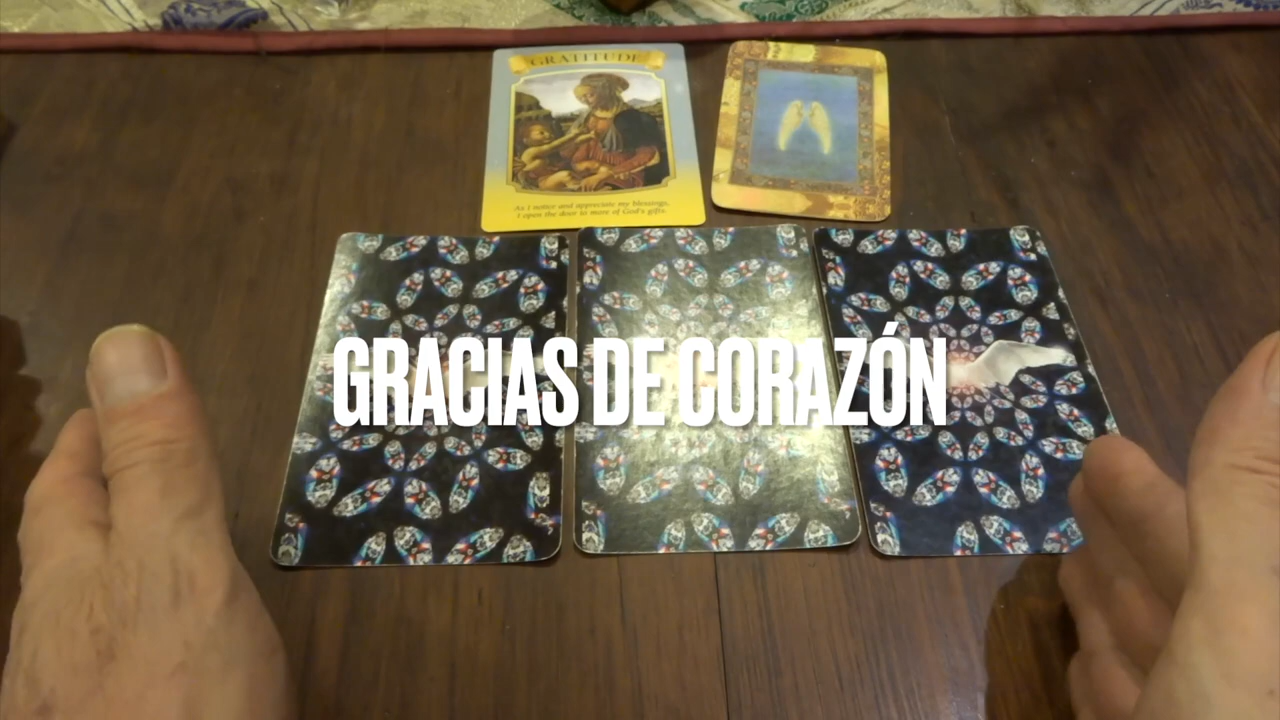 GRATITUDE
As I notice and appreciate my blessings,
I open the door to more of God's gifts.
GRACIAS DE CORAZÓN